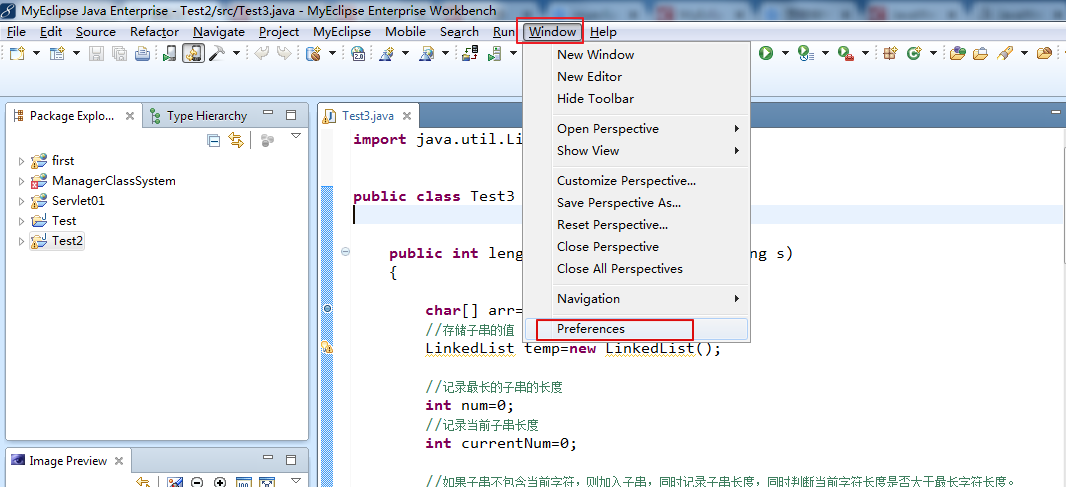 MyEclipse Java Enterprise - Test2/src/Test3.java - MyEclipse Enterprise Workbench
File Edit Source Refactor Navigate Project MyEclipse Mobile Search Run Window Help
New Window
New Editor
Hide Toolbar
Open Perspective
Show View
Customize Perspective...
Save Perspective As...
Reset Perspective...
Close Perspective
Close All Perspectives
Navigation
Preferences
Package Explo...
Type Hierarchy
first
ManagerClassSystem
Servlet01
Test
Test2
Image Preview
Test3.java
import java.util.Li
public class Test3
public int leng
ng s)
{
char[] arr=
//存储子串的值
LinkedList temp=new LinkedList();
//记录最长的子串的长度
int num=0;
//记录当前子串长度
int currentNum=0;
//如果子串不包含当前字符，则加入子串，同时记录子串长度，同时判断当前字符长度是否大于最长字符长度。